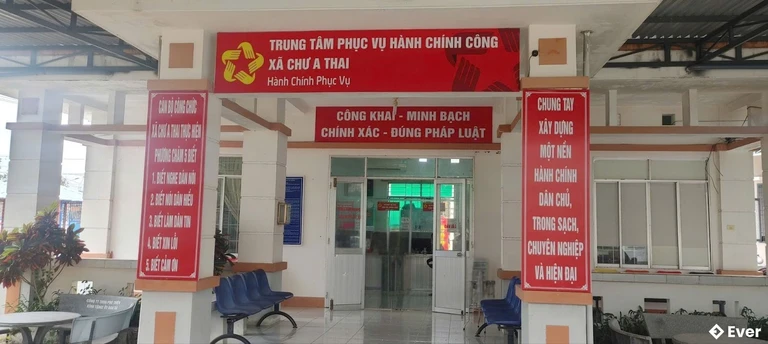 TRUNG TÂM PHỤC VỤ HÀNH CHÍNH CÔNG
XÃ CHƯ A THAI
Hành Chính Phục Vụ
CÔNG KHAI - MINH BẠCH
CHÍNH XÁC - ĐÚNG PHÁP LUẬT
CÁN BỘ CÔNG CHỨC
XÃ CHƯ A THAI THỰC HIỆN
PHƯƠNG CHÂM 5 BIẾT
1. BIẾT NGHE DÂN NÓI
2. BIẾT NÓI DÂN HIỂU
3. BIẾT LÀM DÂN TIN
4. BIẾT XIN LỖI
5. BIẾT CẢM ƠN
CHUNG TAY
XÂY DỰNG
MỘT NỀN
HÀNH CHÍNH
DÂN CHỦ,
TRONG SẠCH,
CHUYÊN NGHIỆP
VÀ HIỆN ĐẠI
Ever